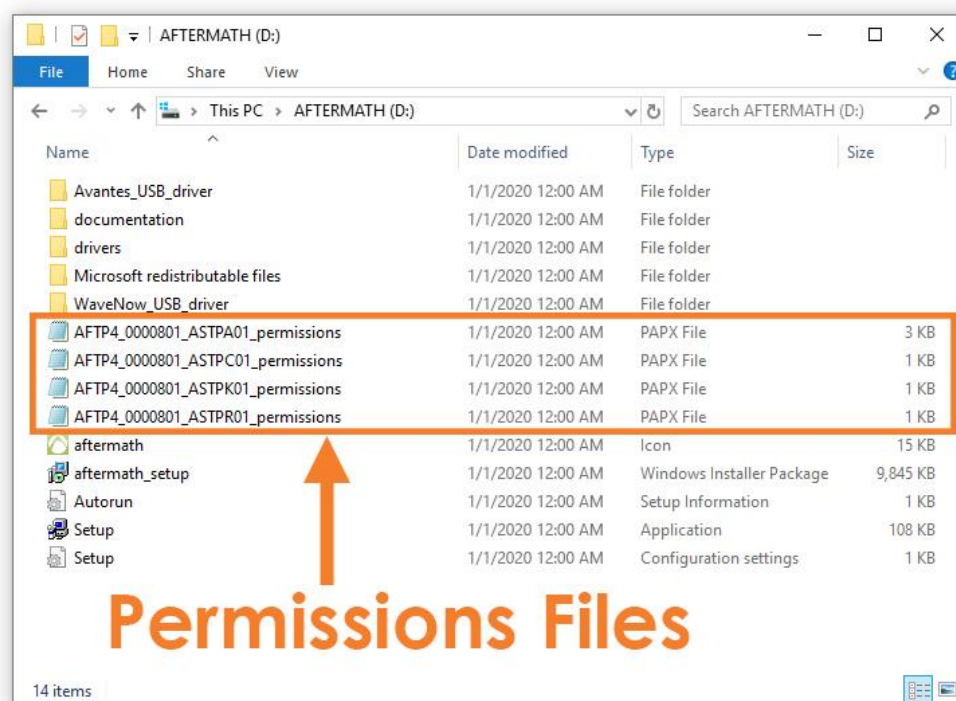 AFTERMATH (D:)
File Home Share View
This PC > AFTERMATH (D:) Search AFTERMATH (D:)
Name Date modified Type Size
Avantes_USB_driver 1/1/2020 12:00 AM File folder
documentation 1/1/2020 12:00 AM File folder
drivers 1/1/2020 12:00 AM File folder
Microsoft redistributable files 1/1/2020 12:00 AM File folder
WaveNow_USB_driver 1/1/2020 12:00 AM File folder
AFTP4_0000801_ASTPA01_permissions 1/1/2020 12:00 AM PAPX File 3 KB
AFTP4_0000801_ASTPC01_permissions 1/1/2020 12:00 AM PAPX File 1 KB
AFTP4_0000801_ASTPK01_permissions 1/1/2020 12:00 AM PAPX File 1 KB
AFTP4_0000801_ASTPR01_permissions 1/1/2020 12:00 AM PAPX File 1 KB
aftermath 1/1/2020 12:00 AM Icon 15 KB
aftermath_setup 1/1/2020 12:00 AM Windows Installer Package 9,845 KB
Autorun 1/1/2020 12:00 AM Setup Information 1 KB
Setup 1/1/2020 12:00 AM Application 108 KB
Setup 1/1/2020 12:00 AM Configuration settings 1 KB
Permissions Files
14 items